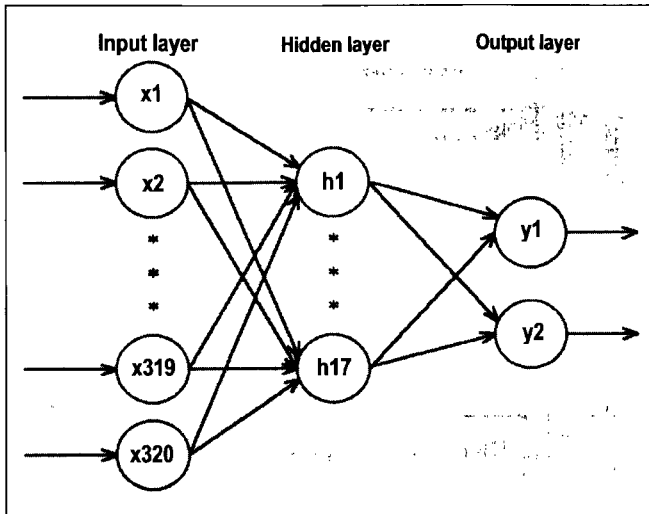 Input layer Hidden layer Output layer
x1
x2 h1
y1
* * *
* * *
y2
x319 h17
x320